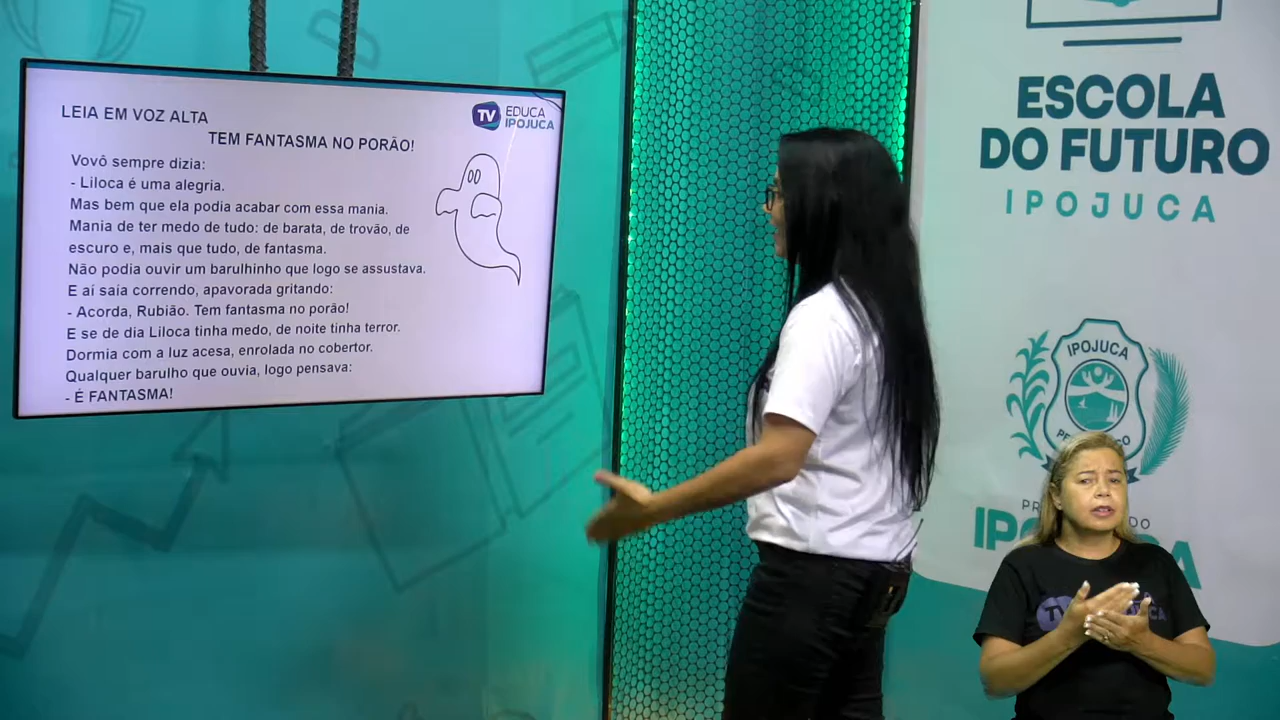 LEIA EM VOZ ALTA
TV EDUCA
IPOJUCA
TEM FANTASMA NO PORÃO!
Vovô sempre dizia:
- Liloca é uma alegria.
Mas bem que ela podia acabar com essa mania.
Mania de ter medo de tudo: de barata, de trovão, de
escuro e, mais que tudo, de fantasma.
Não podia ouvir um barulhinho que logo se assustava.
E aí saía correndo, apavorada gritando:
- Acorda, Rubião. Tem fantasma no porão!
E se de dia Liloca tinha medo, de noite tinha terror.
Dormia com a luz acesa, enrolada no cobertor.
Qualquer barulho que ouvia, logo pensava:
- É FANTASMA!
ESCOLA
DO FUTURO
IPOJUCA
IPOJUCA
TV